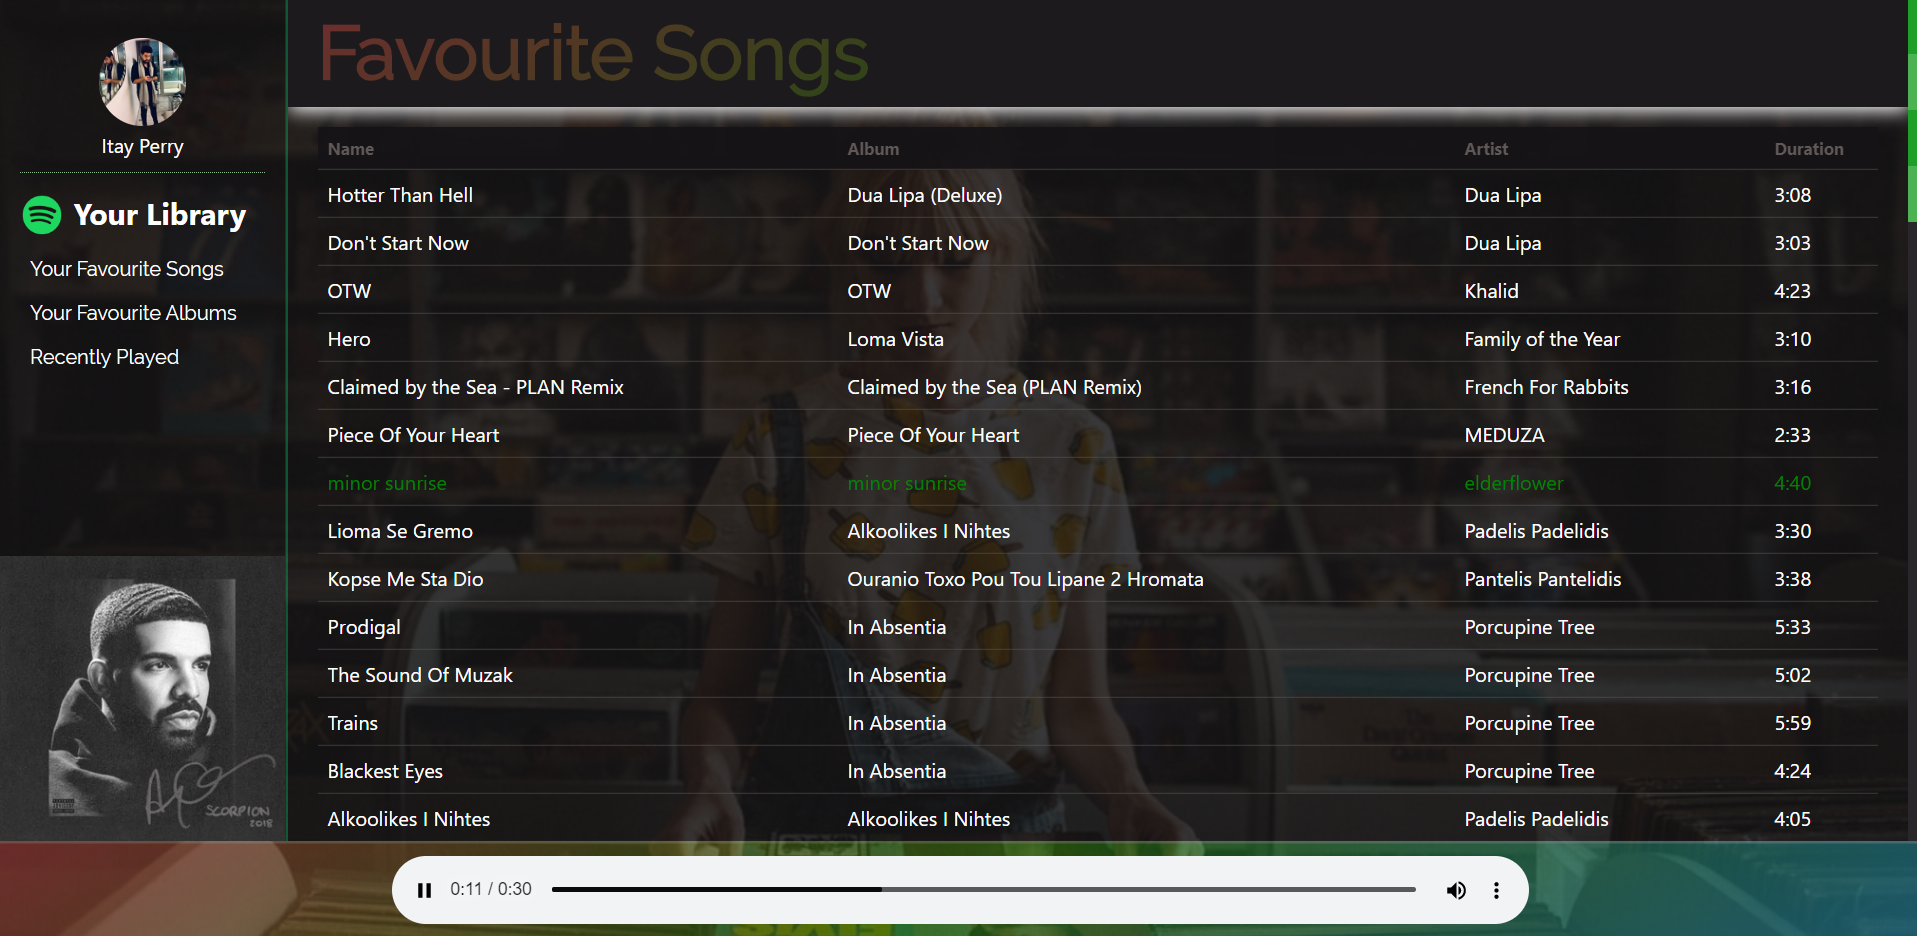 Itay Perry
Your Library
Your Favourite Songs
Your Favourite Albums
Recently Played
SCORPION
2018
Favourite Songs
Name Album Artist Duration
Hotter Than Hell Dua Lipa (Deluxe) Dua Lipa 3:08
Don't Start Now Don't Start Now Dua Lipa 3:03
OTW OTW Khalid 4:23
Hero Loma Vista Family of the Year 3:10
Claimed by the Sea - PLAN Remix Claimed by the Sea (PLAN Remix) French For Rabbits 3:16
Piece Of Your Heart Piece Of Your Heart MEDUZA 2:33
minor sunrise minor sunrise elderflower 4:40
Lioma Se Gremo Alkoolikes I Nihtes Padelis Padelidis 3:30
Kopse Me Sta Dio Ouranio Toxo Pou Tou Lipane 2 Hromata Pantelis Pantelidis 3:38
Prodigal In Absentia Porcupine Tree 5:33
The Sound Of Muzak In Absentia Porcupine Tree 5:02
Trains In Absentia Porcupine Tree 5:59
Blackest Eyes In Absentia Porcupine Tree 4:24
Alkoolikes I Nihtes Alkoolikes I Nihtes Padelis Padelidis 4:05
0:11 / 0:30